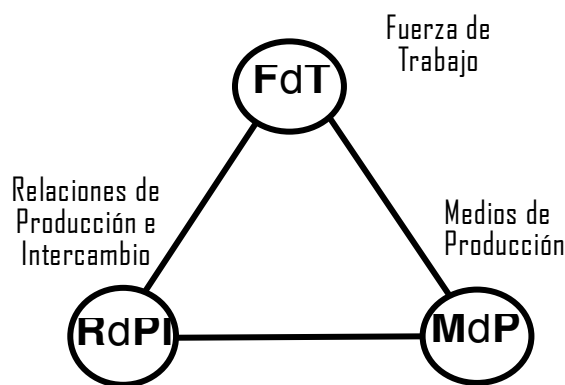 Fuerza de
Trabajo
FdT
Relaciones de
Producción e
Intercambio
Medios de
Producción
RdPI
MdP